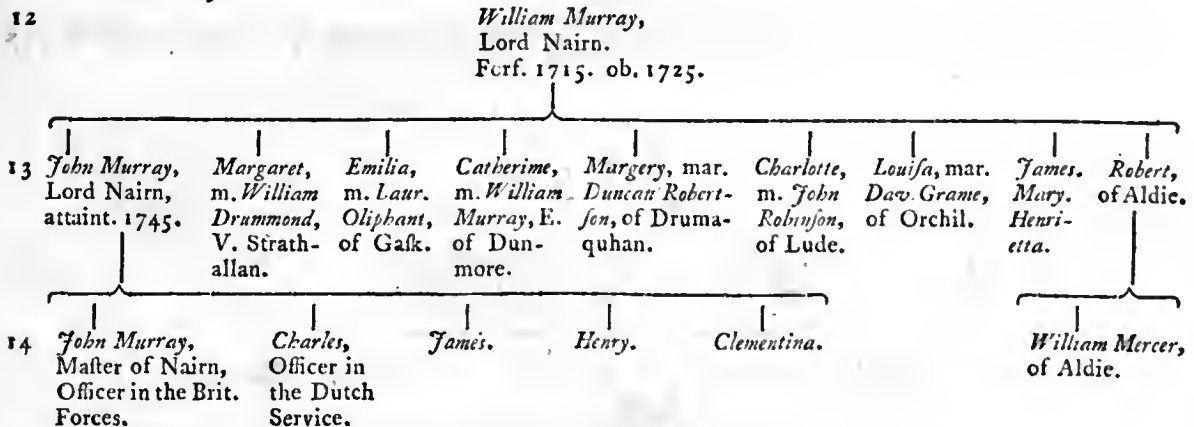 12 William Murray,
Lord Nairn.
Forf. 1715. ob. 1725.
13 John Murray,
Lord Nairn,
attaint. 1745.
Margaret,
m. William
Drummond,
V. Strath-
allan.
Emilia,
m. Laur.
Oliphant,
of Gaſk.
Catherime,
m. William
Murray, E.
of Dun-
more.
Margery, mar.
Duncan Robert-
ſon, of Druma-
quhan.
Charlotte,
m. John
Robinſon,
of Lude.
Louiſa, mar.
Dav. Grame,
of Orchil.
James.
Mary.
Henri-
etta.
Robert,
of Aldie.
14 John Murray,
Maſter of Nairn,
Officer in the Brit.
Forces.
Charles,
Officer in
the Dutch
Service.
James.
Henry.
Clementina.
William Mercer,
of Aldie.